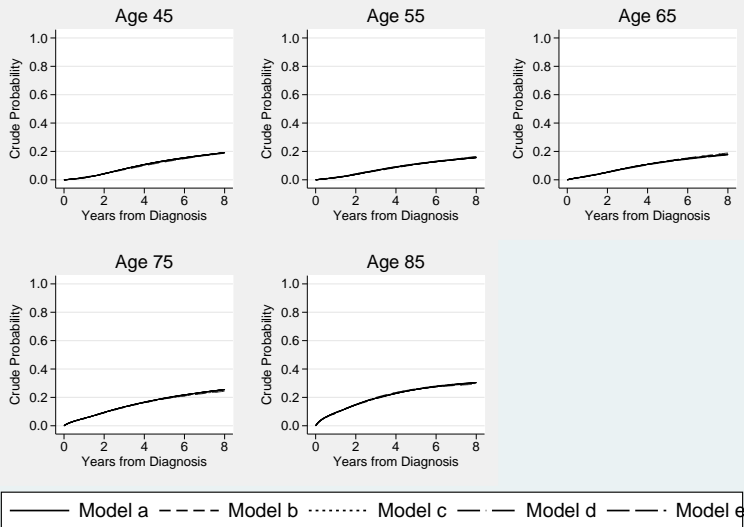 Age 45
Age 55
Age 65
1.0
0.8
0.6
0.4
0.2
0.0
Crude Probability
0 2 4 6 8
Years from Diagnosis
1.0
0.8
0.6
0.4
0.2
0.0
Crude Probability
0 2 4 6 8
Years from Diagnosis
1.0
0.8
0.6
0.4
0.2
0.0
Crude Probability
0 2 4 6 8
Years from Diagnosis
Age 75
Age 85
1.0
0.8
0.6
0.4
0.2
0.0
Crude Probability
0 2 4 6 8
Years from Diagnosis
1.0
0.8
0.6
0.4
0.2
0.0
Crude Probability
0 2 4 6 8
Years from Diagnosis
Model a Model b Model c Model d Model e